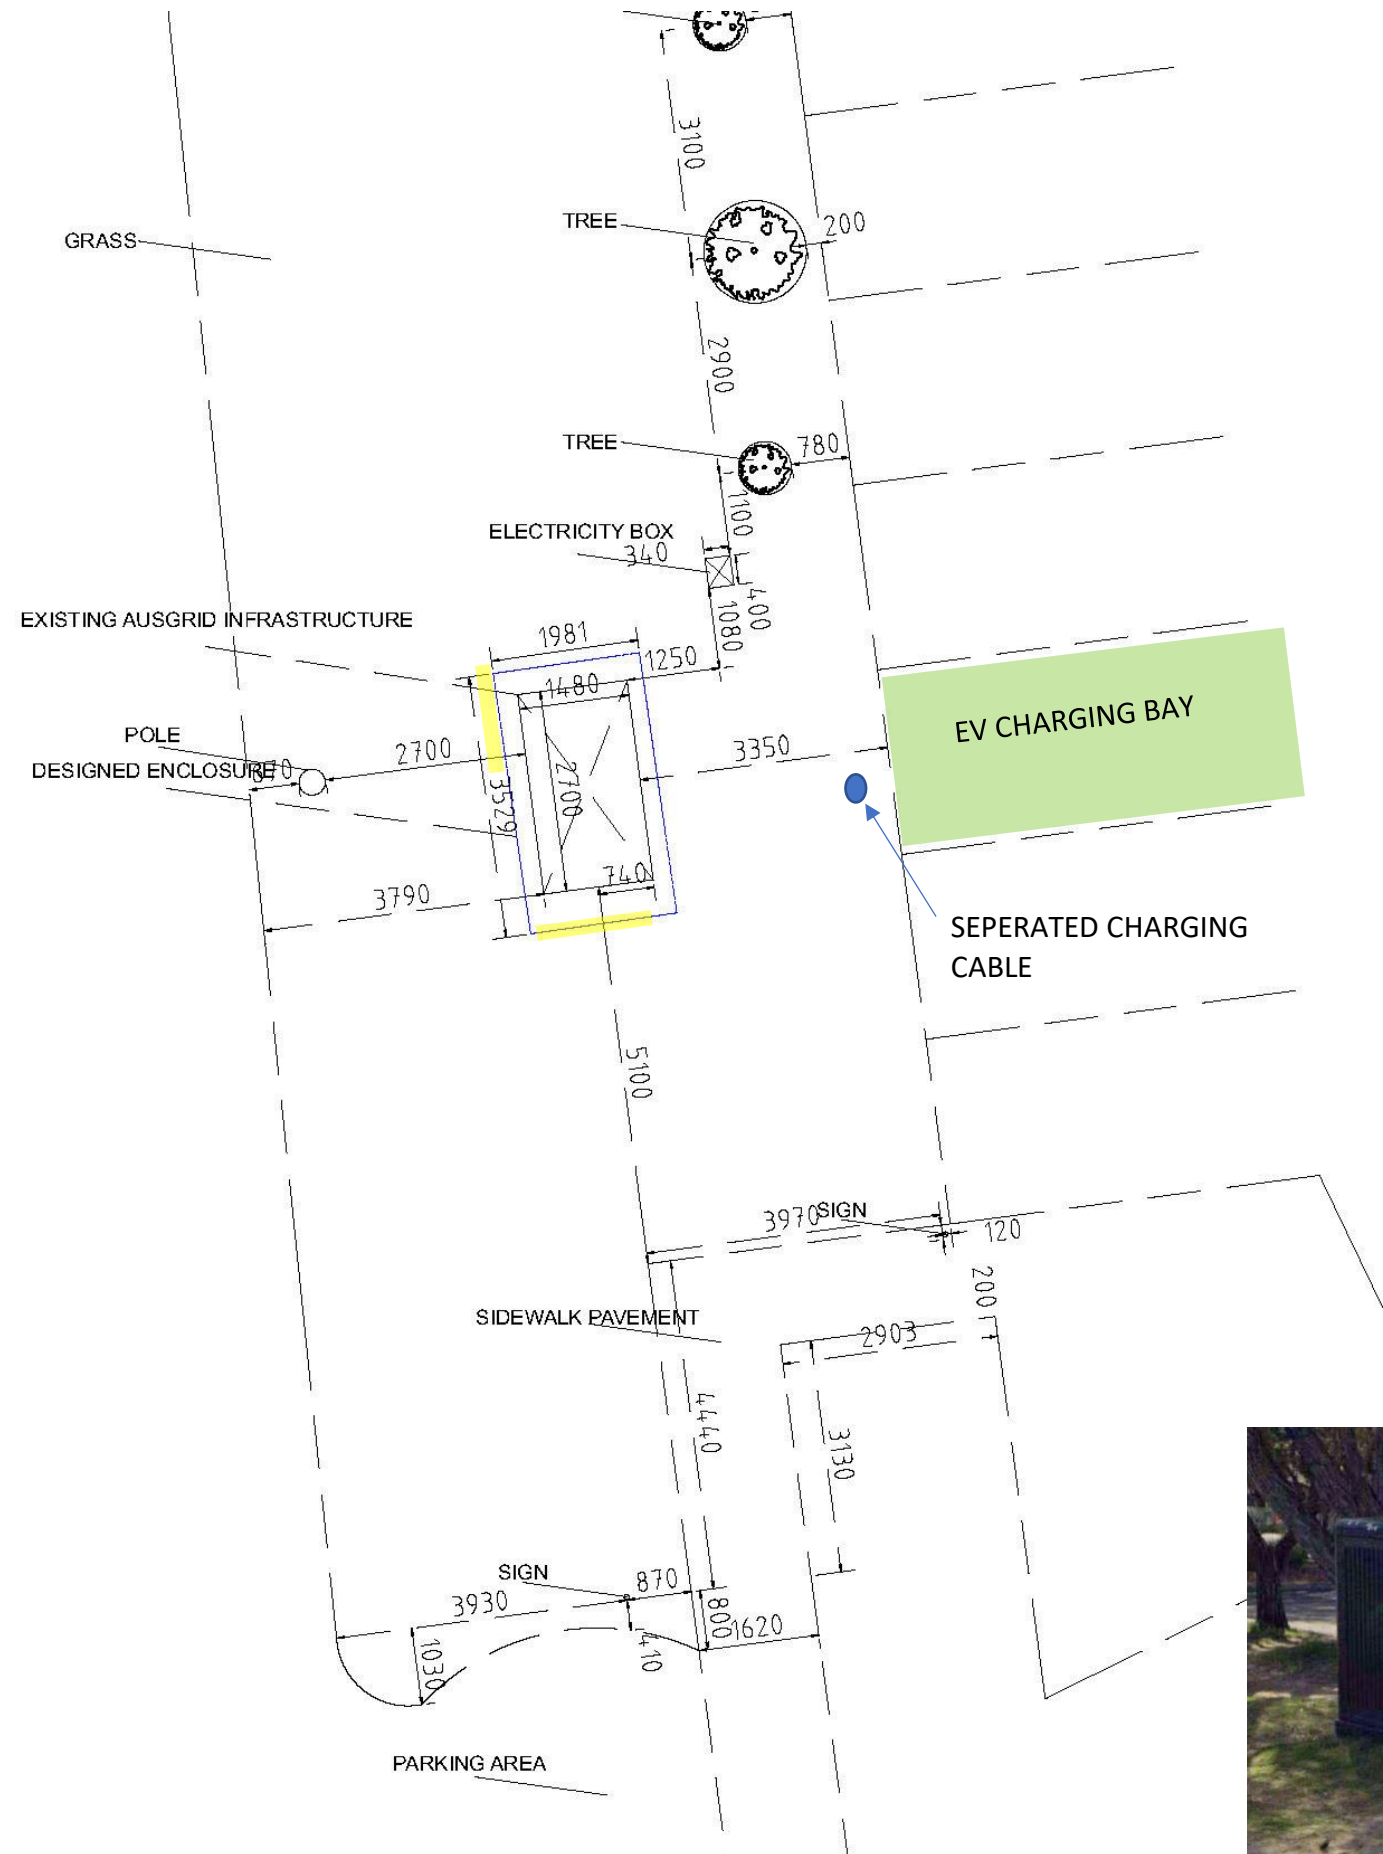 3100
TREE
200
GRASS
2900
TREE
780
1100
ELECTRICITY BOX
340
400
1080
EXISTING AUSGRID INFRASTRUCTURE
1981
1250
1480
EV CHARGING BAY
POLE
2700
3350
DESIGNED ENCLOSURE
2700
3529
740
3790
SEPERATED CHARGING
CABLE
5100
3970
SIGN
120
200
SIDEWALK PAVEMENT
2903
4440
3130
SIGN
870
3930
800
1620
410
1030
PARKING AREA